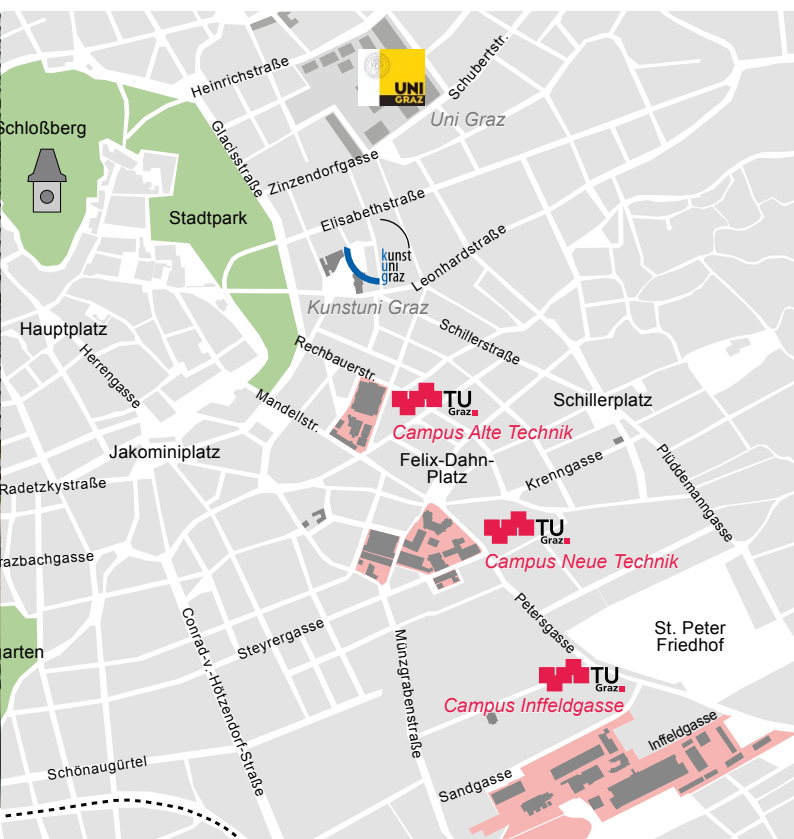 Heinrichstraße
UNI
GRAZ
Schubertstr.
Uni Graz
Schloßberg
Glacisstraße
Zinzendorfgasse
Elisabethstraße
Stadtpark
kunst
uni
graz
Leonhardstraße
Kunstuni Graz
Hauptplatz
Herrengasse
Rechbauerstr.
Schillerstraße
Mandellstr.
TU
Graz
Campus Alte Technik
Schillerplatz
Jakominiplatz
Felix-Dahn-
Platz
Krenngasse
Plüddemanngasse
Radetzkystraße
TU
Graz
Campus Neue Technik
razbachgasse
Petersgasse
Conrad-v.-Hötzendorf-Straße
Steyrergasse
Münzgrabenstraße
St. Peter
Friedhof
garten
TU
Graz
Campus Inffeldgasse
Inffeldgasse
Schönaugürtel
Sandgasse